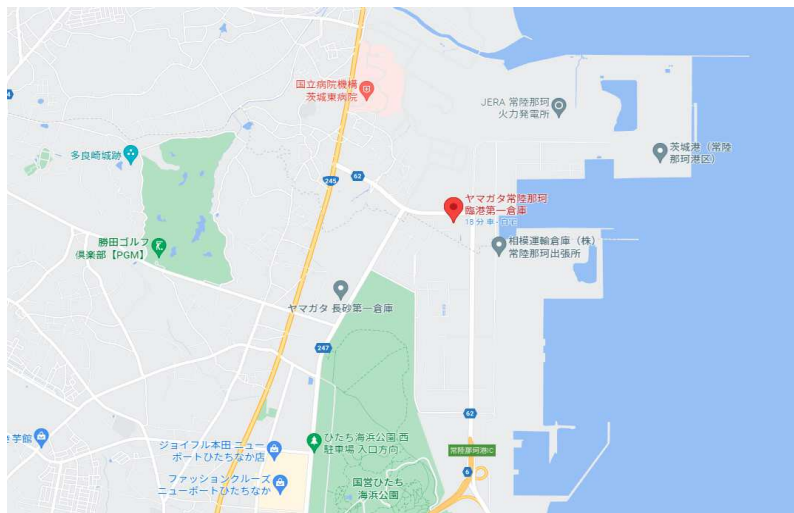 国立病院機構
茨城東病院
JERA 常陸那珂
火力発電所
茨城港（常陸
那珂港区）
多良崎城跡
62
245
ヤマガタ常陸那珂
臨港第一倉庫
18 分 車 - 自宅
勝田ゴルフ
倶楽部【PGM】
相模運輸倉庫（株）
常陸那珂出張所
ヤマガタ 長砂第一倉庫
247
62
ひたち海浜公園 西
駐車場 入口方向
ジョイフル本田 ニュー
ポートひたちなか店
芋館
常陸那珂港IC
6
ファッションクルーズ
ニューポートひたちなか
国営ひたち
海浜公園